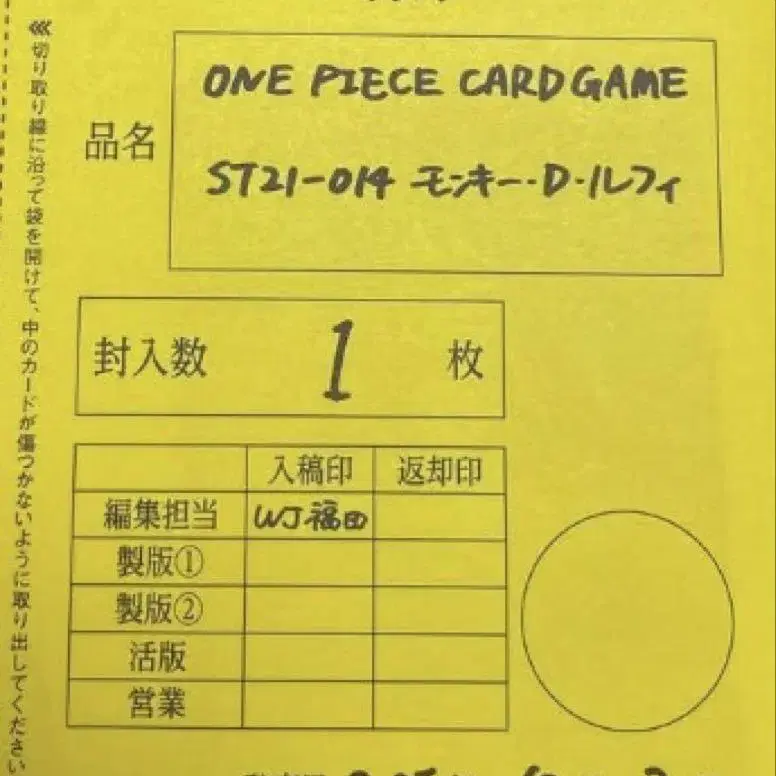 ≪切り取り線に沿って袋を開けて、中のカードが傷つかないように取り出してください
品名
ONE PIECE CARDGAME
ST21-014 モンキー・D・ルフィ
封入数 1 枚
入稿印 返却印
編集担当 WJ福田
製版①
製版②
活版
営業